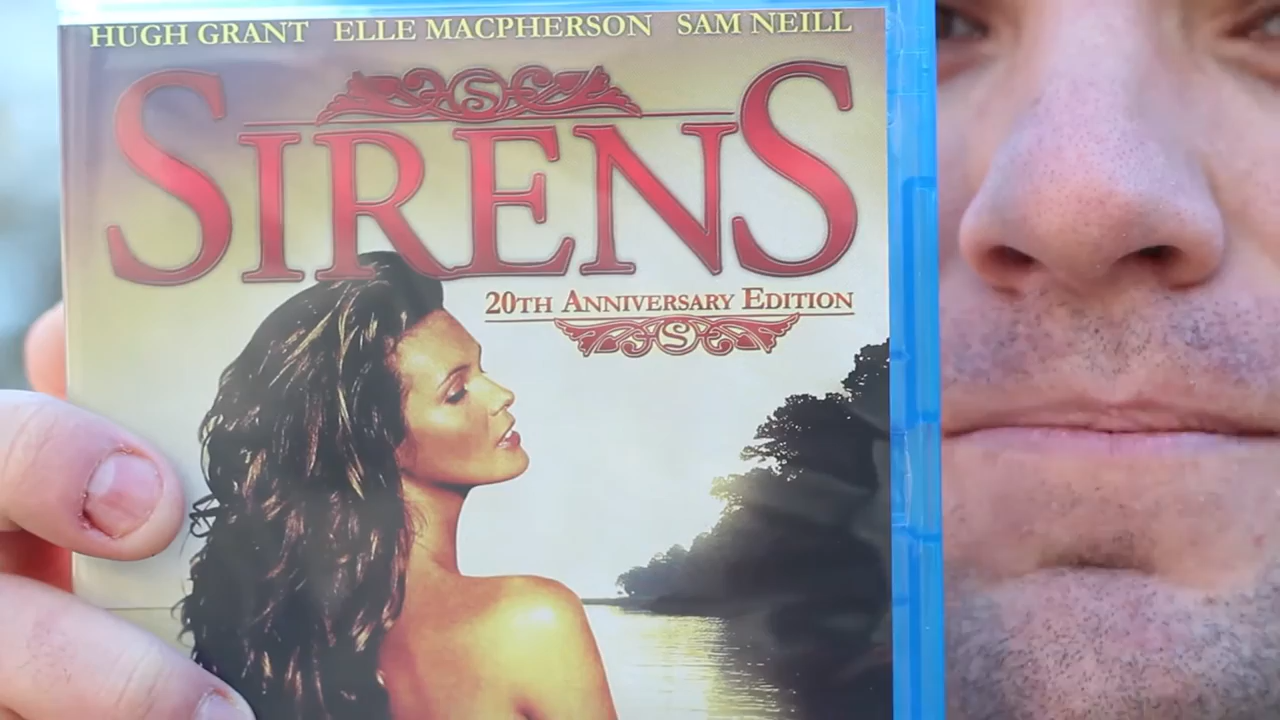 HUGH GRANT ELLE MACPHERSON SAM NEILL
S
SIRENS
20TH ANNIVERSARY EDITION
S